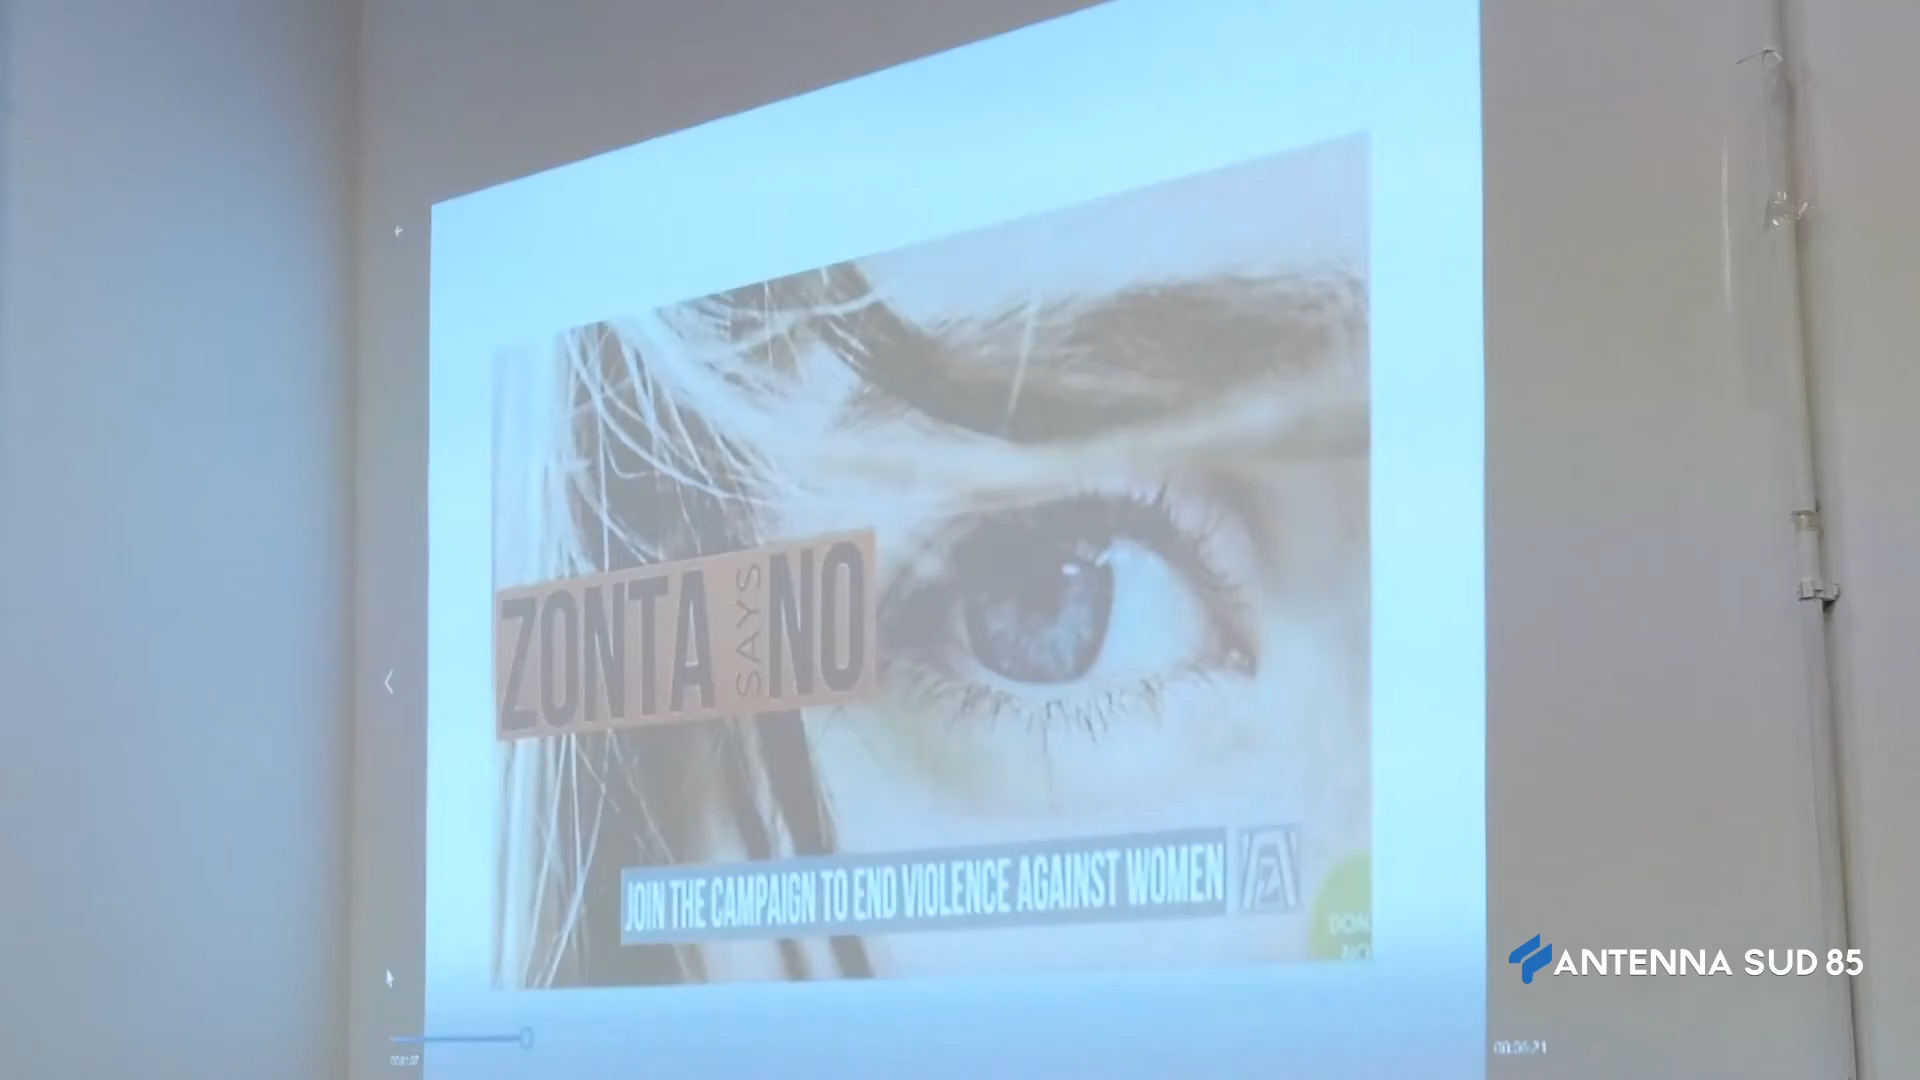 ZONTA SAYS NO
JOIN THE CAMPAIGN TO END VIOLENCE AGAINST WOMEN
ANTENNA SUD 85